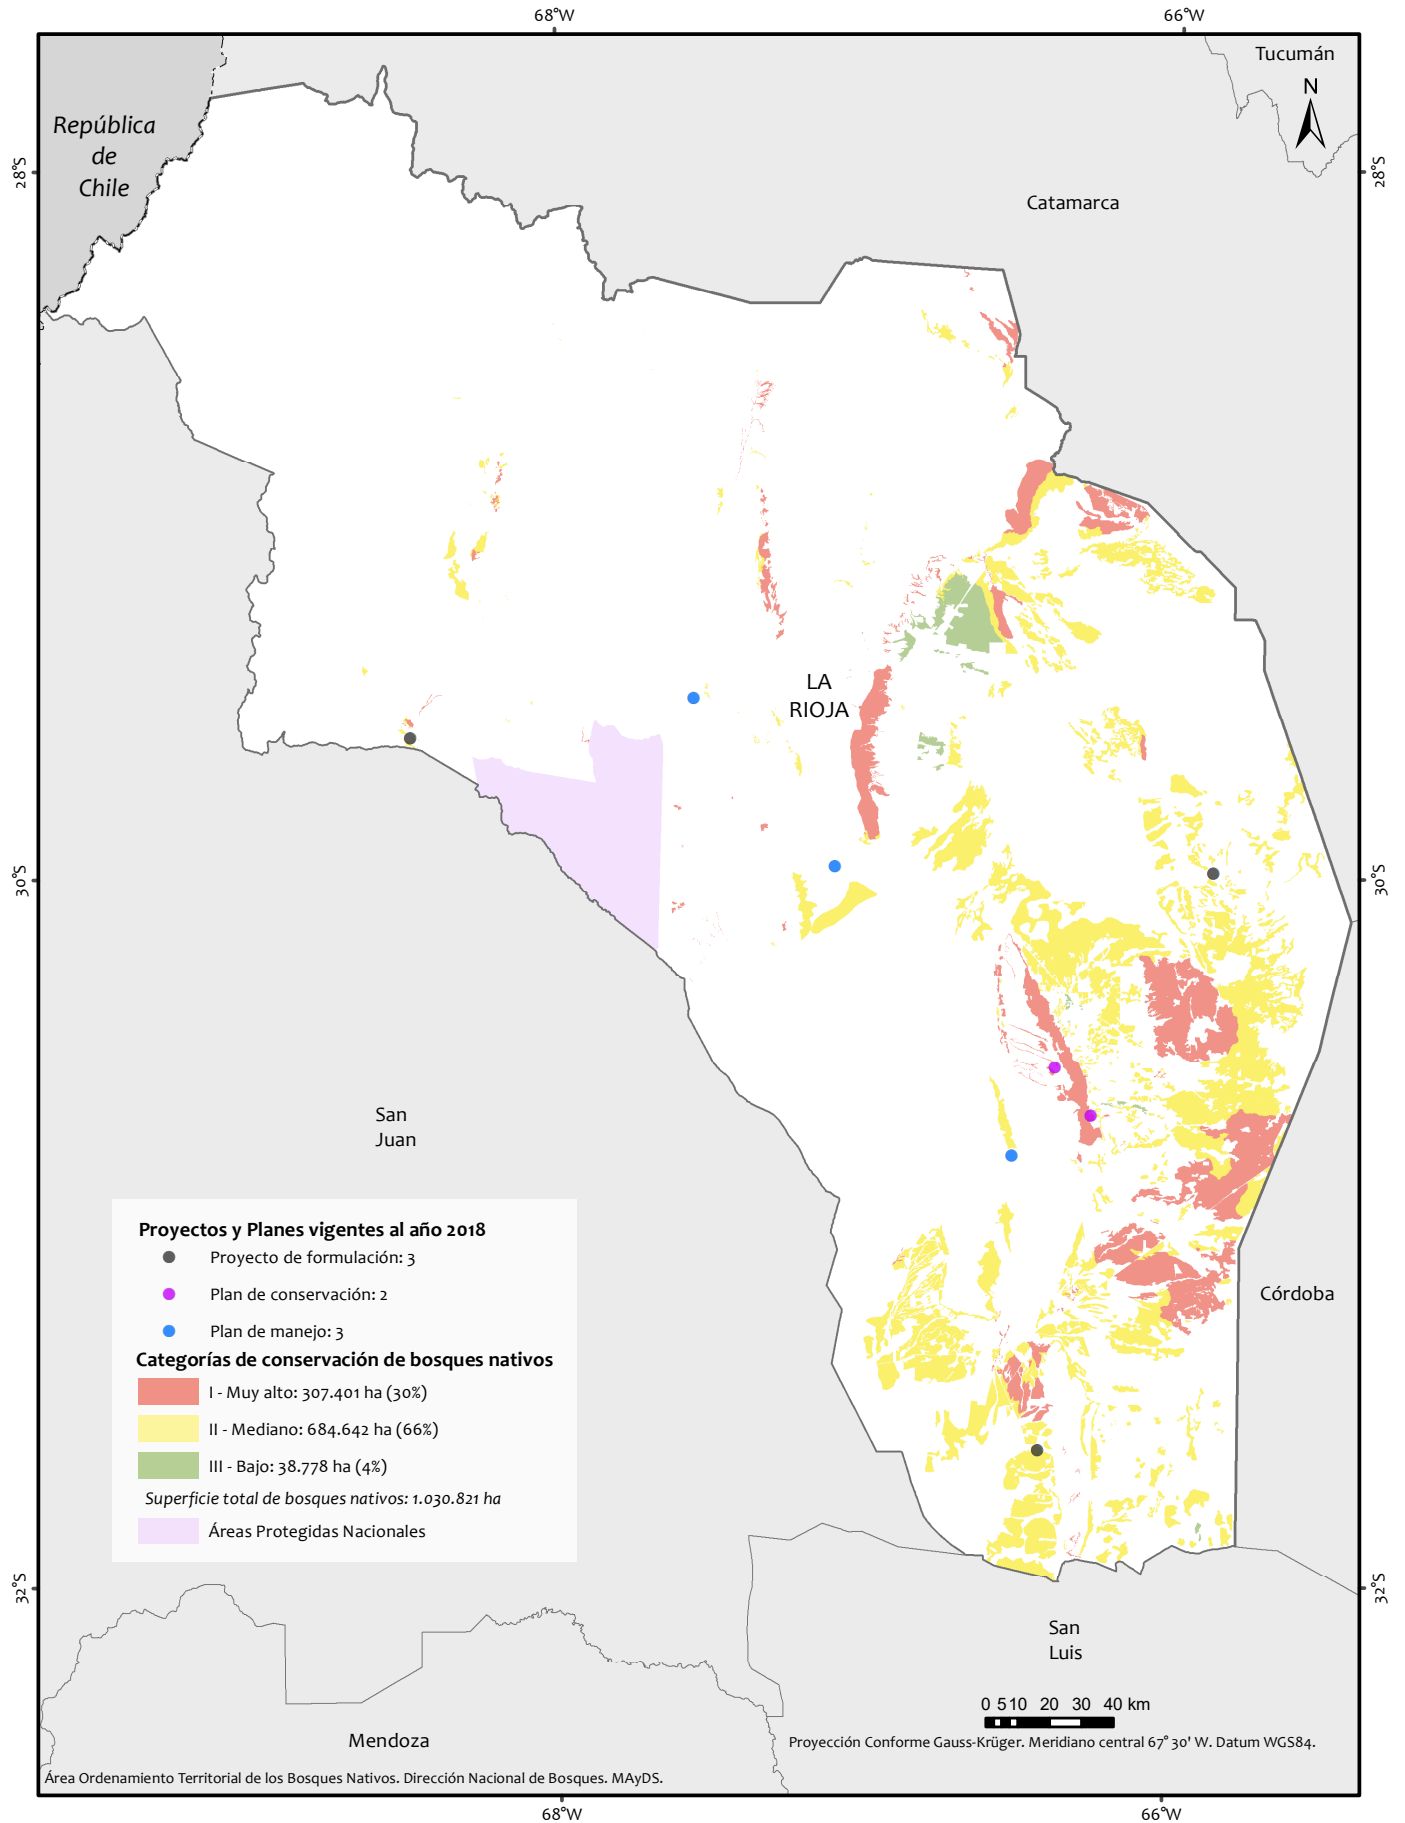 68°W
66°W
Tucumán
N
República
de
Chile
28°S
28°S
Catamarca
LA
RIOJA
30°S
30°S
San
Juan
Proyectos y Planes vigentes al año 2018
Proyecto de formulación: 3
Plan de conservación: 2
Plan de manejo: 3
Categorías de conservación de bosques nativos
I - Muy alto: 307.401 ha (30%)
II - Mediano: 684.642 ha (66%)
III - Bajo: 38.778 ha (4%)
Superficie total de bosques nativos: 1.030.821 ha
Áreas Protegidas Nacionales
Córdoba
32°S
32°S
San
Luis
0 5 10 20 30 40 km
Mendoza
Proyección Conforme Gauss-Krüger. Meridiano central 67° 30' W. Datum WGS84.
Área Ordenamiento Territorial de los Bosques Nativos. Dirección Nacional de Bosques. MAyDS.
68°W
66°W